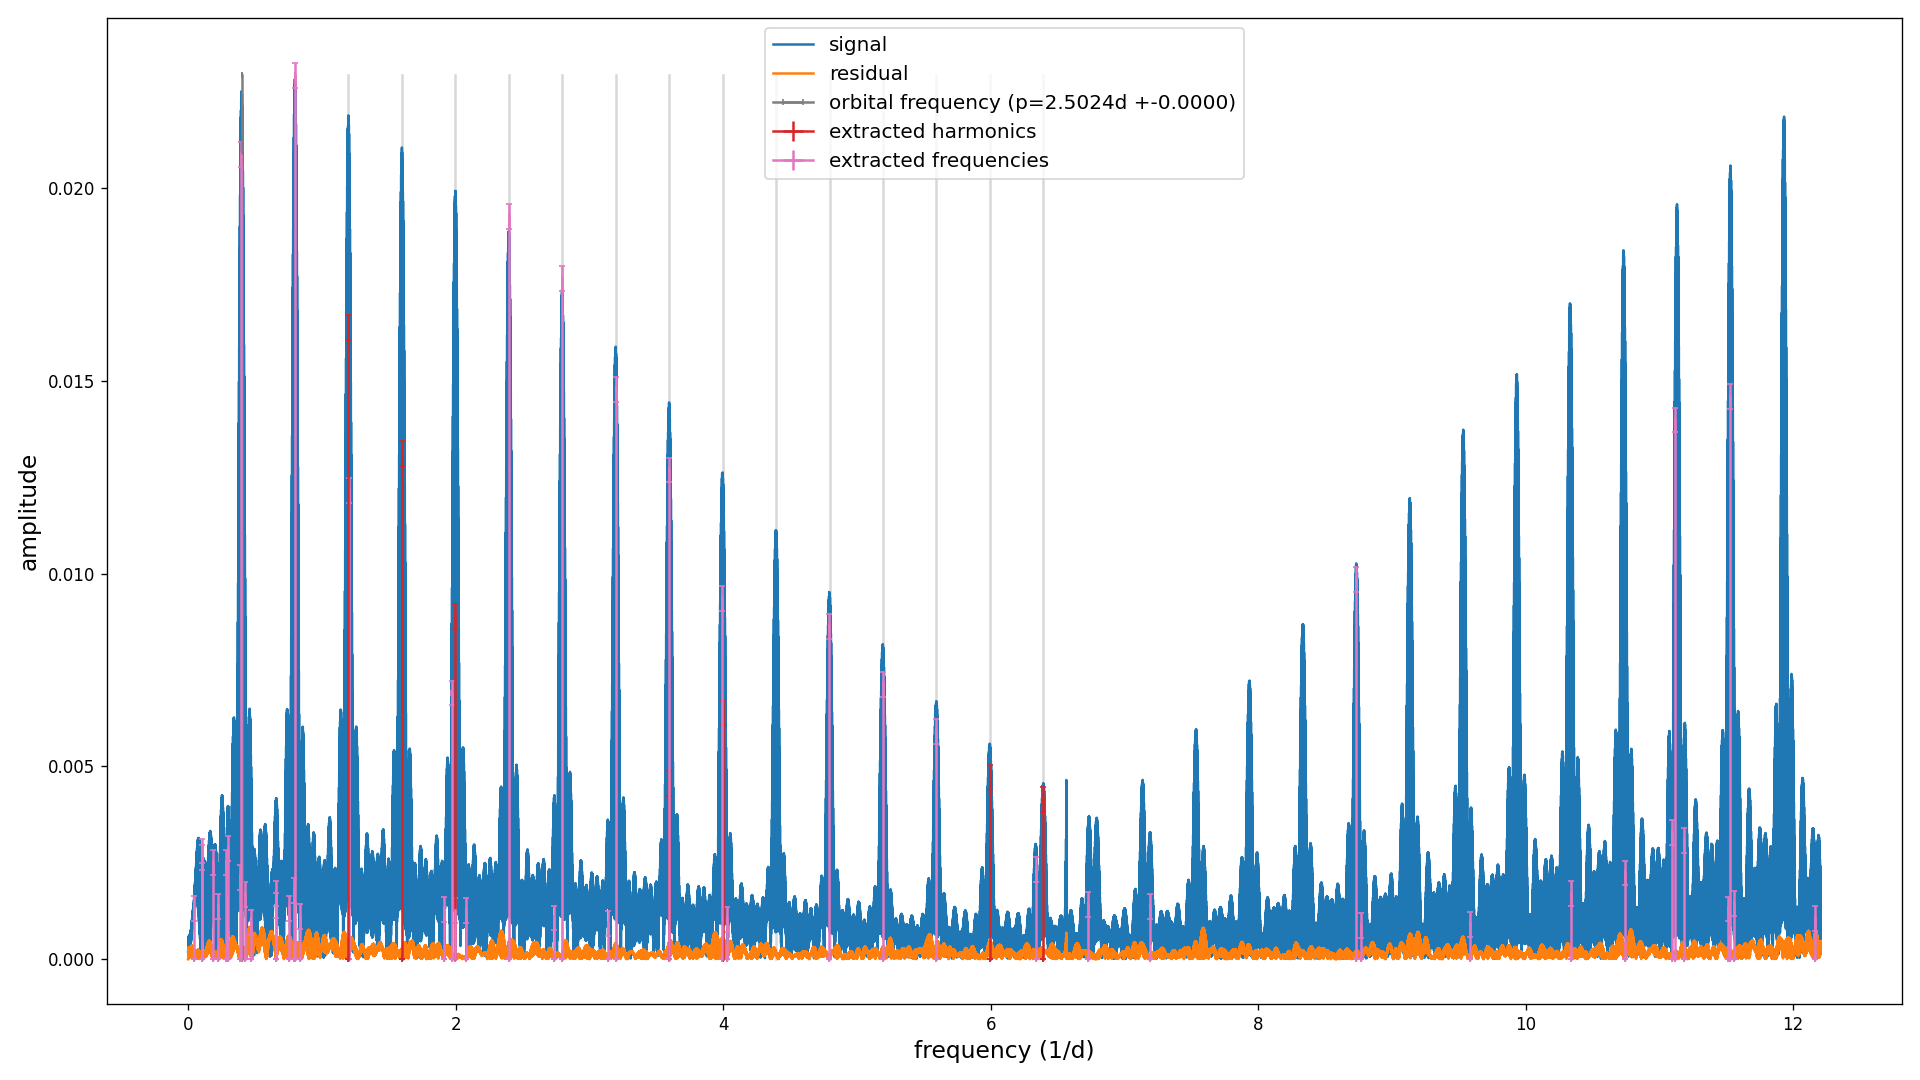 signal
residual
orbital frequency (p=2.5024d +-0.0000)
extracted harmonics
extracted frequencies
amplitude
0.020
0.015
0.010
0.005
0.000
0 2 4 6 8 10 12
frequency (1/d)